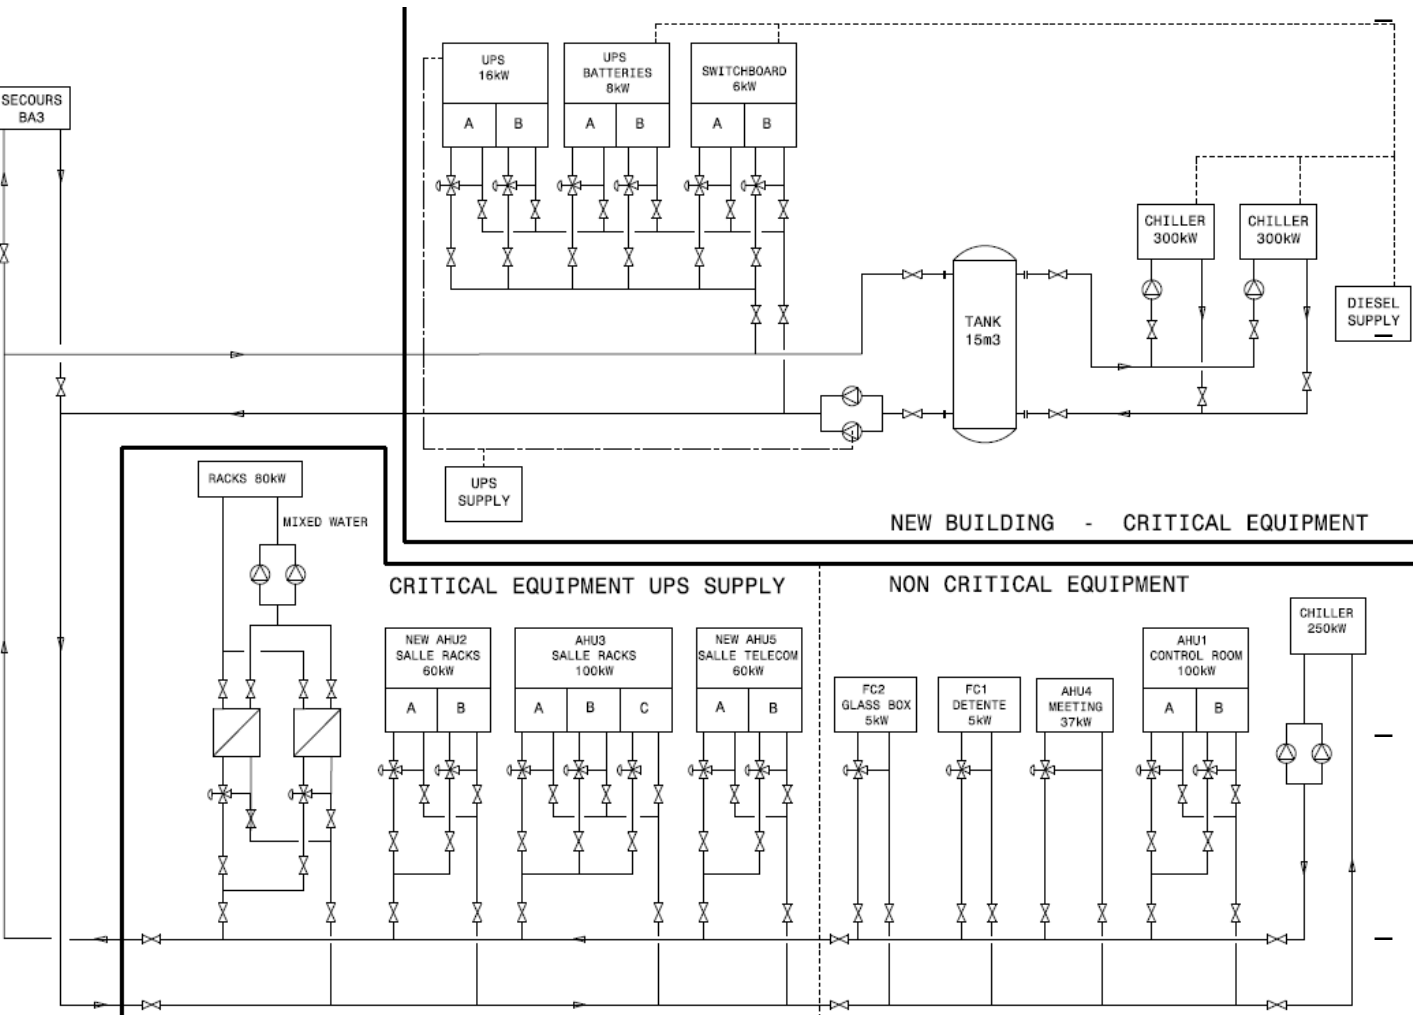 UPS
16kW
UPS
BATTERIES
8kW
SWITCHBOARD
6kW
A
B
A
B
A
B
SECOURS
BA3
CHILLER
300kW
CHILLER
300kW
DIESEL
SUPPLY
TANK
15m3
UPS
SUPPLY
NEW BUILDING - CRITICAL EQUIPMENT
RACKS 80kW
MIXED WATER
CRITICAL EQUIPMENT UPS SUPPLY
NON CRITICAL EQUIPMENT
NEW AHU2
SALLE RACKS
60kW
A
B
AHU3
SALLE RACKS
100kW
A
B
C
NEW AHU5
SALLE TELECOM
60kW
A
B
FC2
GLASS BOX
5kW
FC1
DETENTE
5kW
AHU4
MEETING
37kW
AHU1
CONTROL ROOM
100kW
A
B
CHILLER
250kW